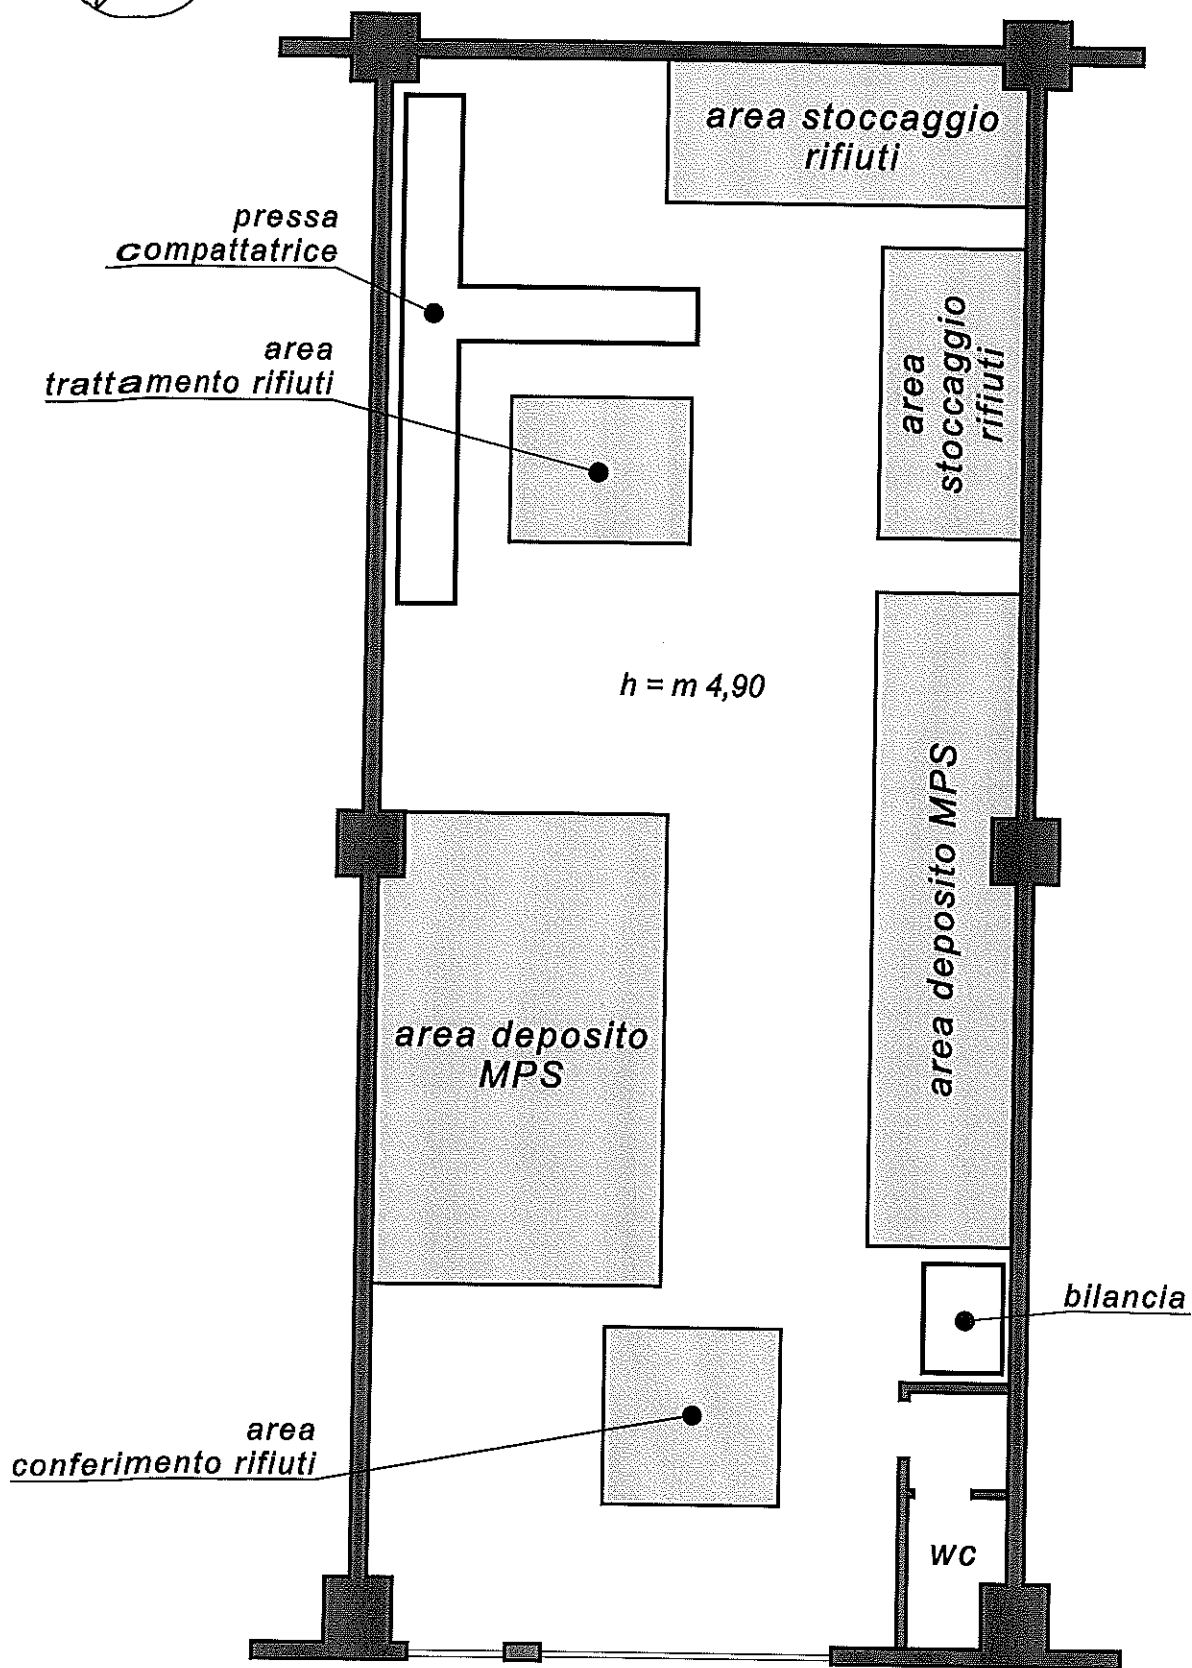 area stoccaggio
rifiuti
pressa
compattatrice
area
trattamento rifiuti
area
stoccaggio
rifiuti
h = m 4,90
area deposito MPS
area deposito
MPS
bilancia
area
conferimento rifiuti
wc